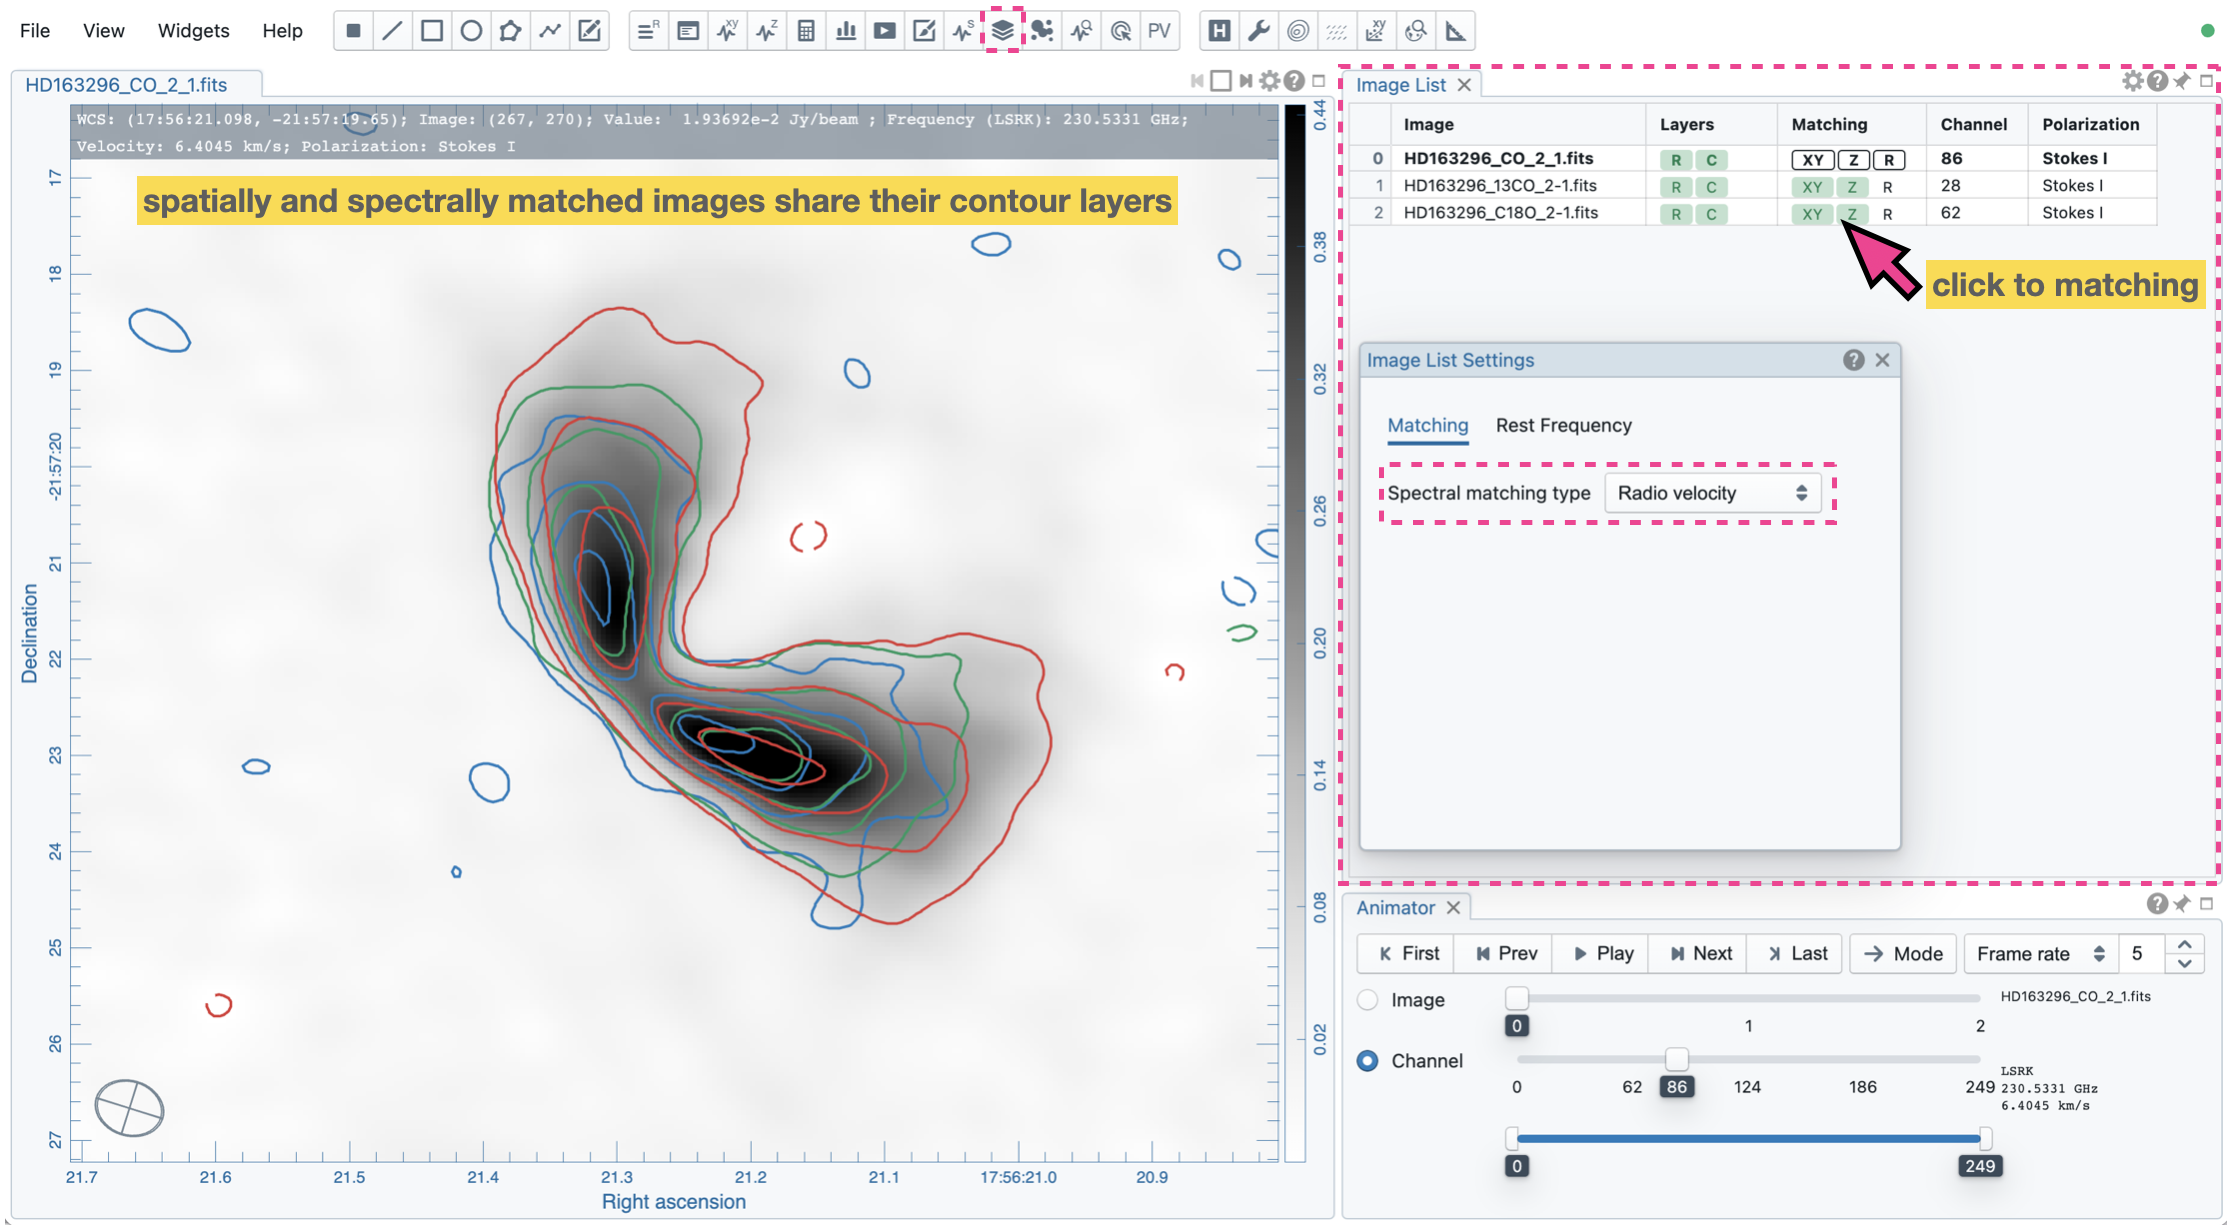 File View Widgets Help
R xy Z S PV H xy
HD163296_CO_2_1.fits
WCS: (17:56:21.098, -21:57:19.65); Image: (267, 270); Value:  1.93692e-2 Jy/beam ; Frequency (LSRK): 230.5331 GHz;
Velocity: 6.4045 km/s; Polarization: Stokes I
spatially and spectrally matched images share their contour layers
Declination
17
18
19
-21:57:20
21
22
23
24
25
26
27
21.7 21.6 21.5 21.4 21.3 21.2 21.1 17:56:21.0 20.9
Right ascension
0.44
0.38
0.32
0.26
0.20
0.14
0.08
0.02
Image List
Image Layers Matching Channel Polarization
0 HD163296_CO_2_1.fits R C XY Z R 86 Stokes I
1 HD163296_13CO_2-1.fits R C XY Z R 28 Stokes I
2 HD163296_C18O_2-1.fits R C XY Z R 62 Stokes I
click to matching
Image List Settings
Matching Rest Frequency
Spectral matching type Radio velocity
Animator
First Prev Play Next Last Mode Frame rate 5
Image HD163296_CO_2_1.fits
0 1 2
Channel
0 62 86 124 186 249
LSRK
230.5331 GHz
6.4045 km/s
0 249